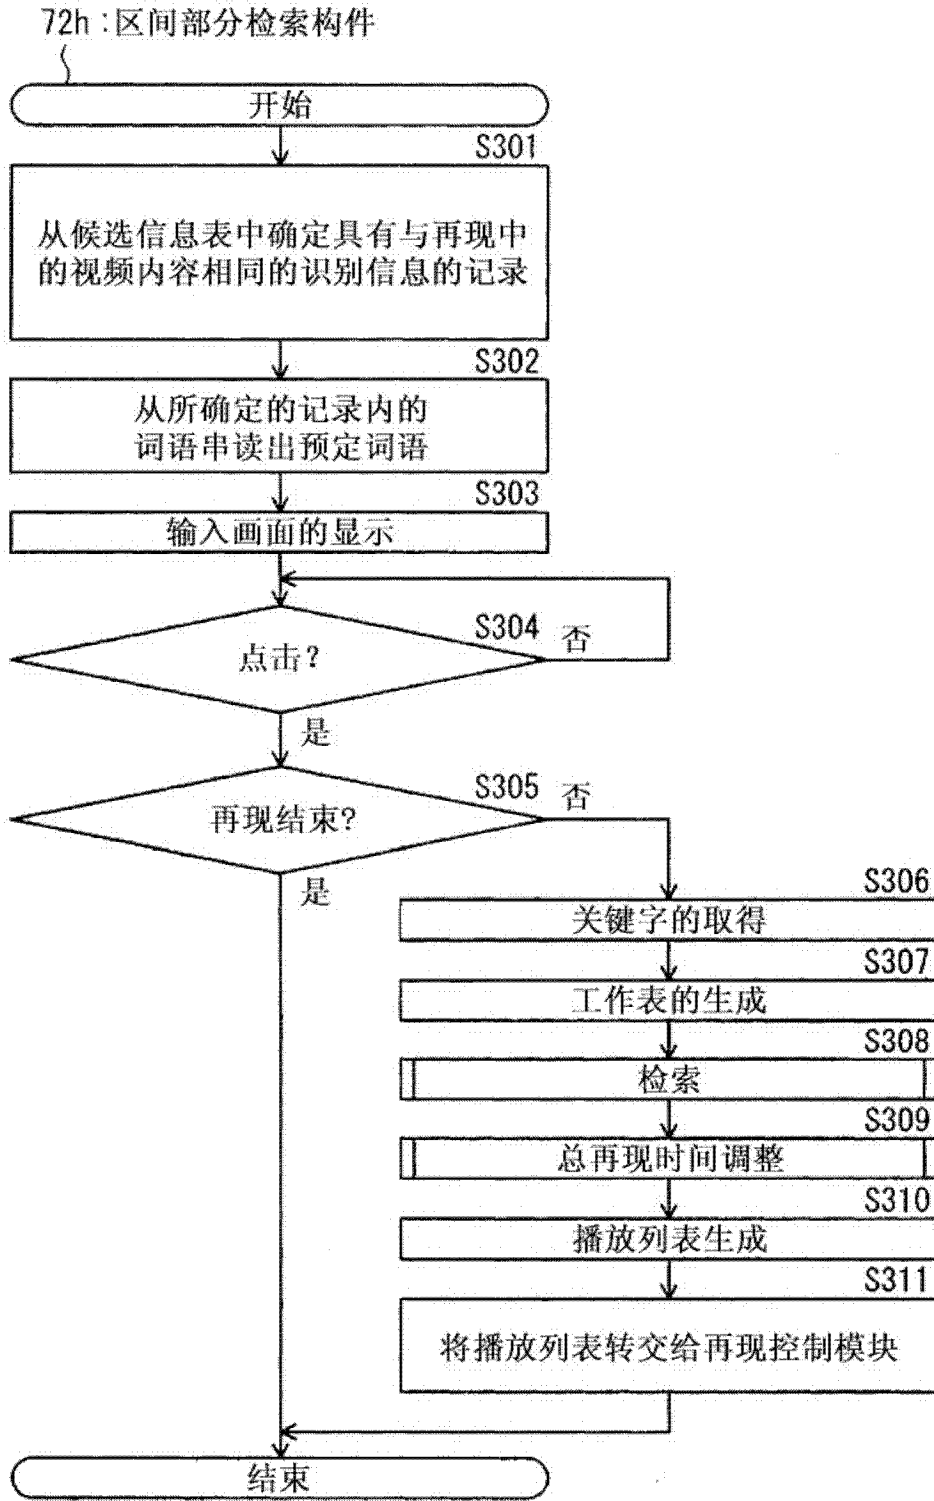 72h:区间部分检索构件
开始
S301
从候选信息表中确定具有与再现中
的视频内容相同的识别信息的记录
S302
从所确定的记录内的
词语串读出预定词语
S303
输入画面的显示
S304
否
点击?
是
S305
否
再现结束?
是
S306
关键字的取得
S307
工作表的生成
S308
检索
S309
总再现时间调整
S310
播放列表生成
S311
将播放列表转交给再现控制模块
结束